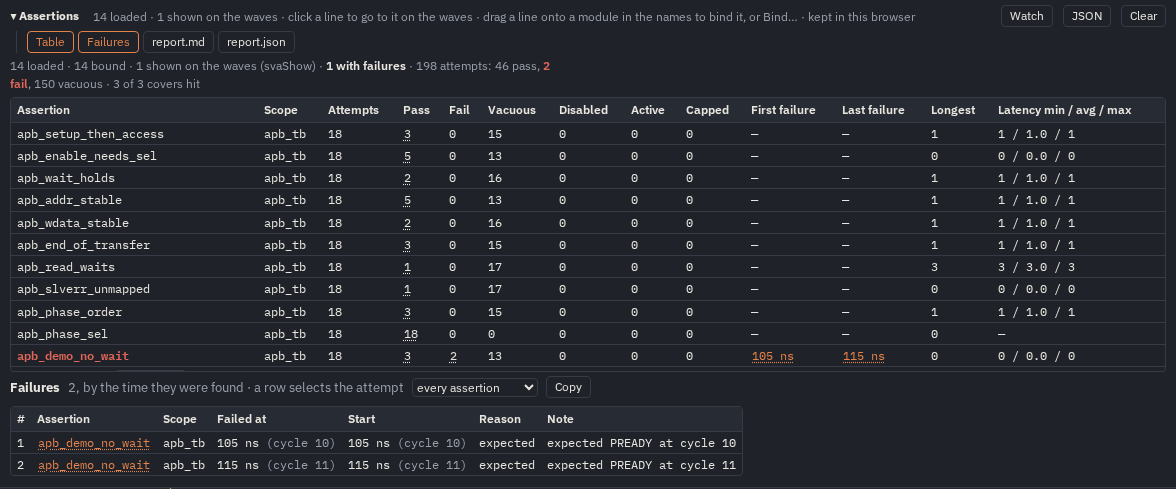 ▾ Assertions 14 loaded · 1 shown on the waves · click a line to go to it on the waves · drag a line onto a module in the names to bind it, or Bind... · kept in this browser Watch JSON Clear
Table Failures report.md report.json
14 loaded · 14 bound · 1 shown on the waves (svaShow) · 1 with failures · 198 attempts: 46 pass, 2
fail, 150 vacuous · 3 of 3 covers hit
Assertion Scope Attempts Pass Fail Vacuous Disabled Active Capped First failure Last failure Longest Latency min / avg / max
apb_setup_then_access apb_tb 18 3 0 15 0 0 0 — — 1 1 / 1.0 / 1
apb_enable_needs_sel apb_tb 18 5 0 13 0 0 0 — — 0 0 / 0.0 / 0
apb_wait_holds apb_tb 18 2 0 16 0 0 0 — — 1 1 / 1.0 / 1
apb_addr_stable apb_tb 18 5 0 13 0 0 0 — — 1 1 / 1.0 / 1
apb_wdata_stable apb_tb 18 2 0 16 0 0 0 — — 1 1 / 1.0 / 1
apb_end_of_transfer apb_tb 18 3 0 15 0 0 0 — — 1 1 / 1.0 / 1
apb_read_waits apb_tb 18 1 0 17 0 0 0 — — 3 3 / 3.0 / 3
apb_slverr_unmapped apb_tb 18 1 0 17 0 0 0 — — 0 0 / 0.0 / 0
apb_phase_order apb_tb 18 3 0 15 0 0 0 — — 1 1 / 1.0 / 1
apb_phase_sel apb_tb 18 18 0 0 0 0 0 — — 0 —
apb_demo_no_wait apb_tb 18 3 2 13 0 0 0 105 ns 115 ns 0 0 / 0.0 / 0
Failures 2, by the time they were found · a row selects the attempt every assertion Copy
# Assertion Scope Failed at Start Reason Note
1 apb_demo_no_wait apb_tb 105 ns (cycle 10) 105 ns (cycle 10) expected expected PREADY at cycle 10
2 apb_demo_no_wait apb_tb 115 ns (cycle 11) 115 ns (cycle 11) expected expected PREADY at cycle 11